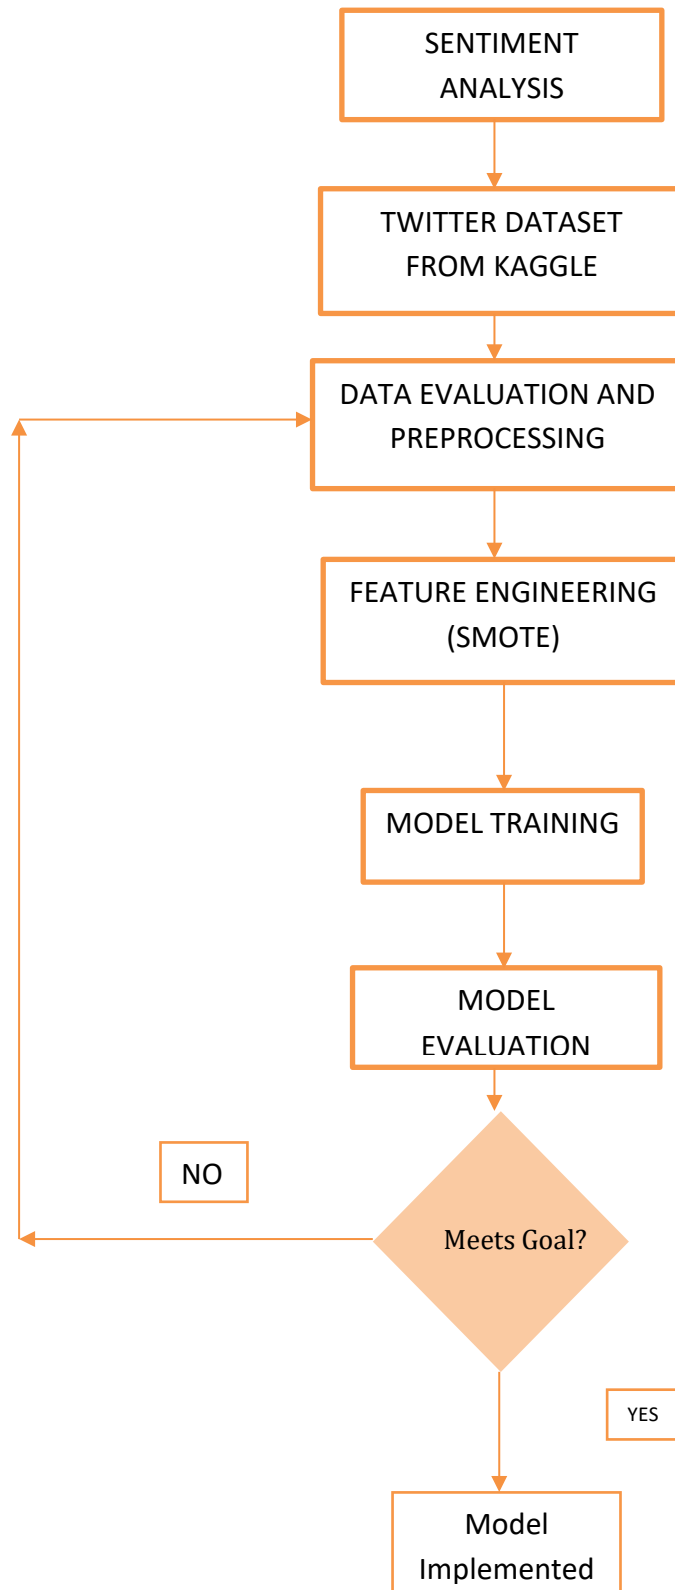 SENTIMENT
ANALYSIS
TWITTER DATASET
FROM KAGGLE
DATA EVALUATION AND
PREPROCESSING
FEATURE ENGINEERING
(SMOTE)
MODEL TRAINING
MODEL
EVALUATION
NO
Meets Goal?
YES
Model
Implemented